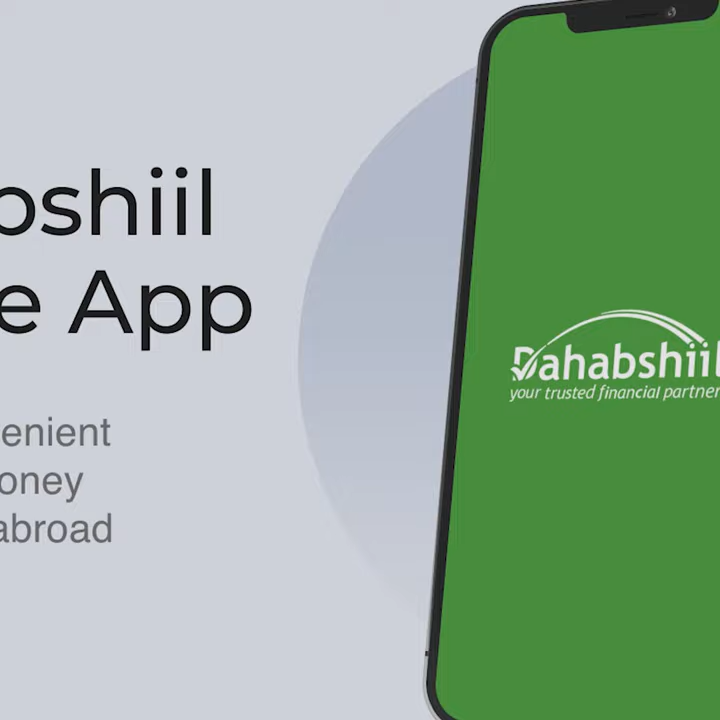 bshiil
e App
enient
oney
abroad
Dahabshiil
your trusted financial partner